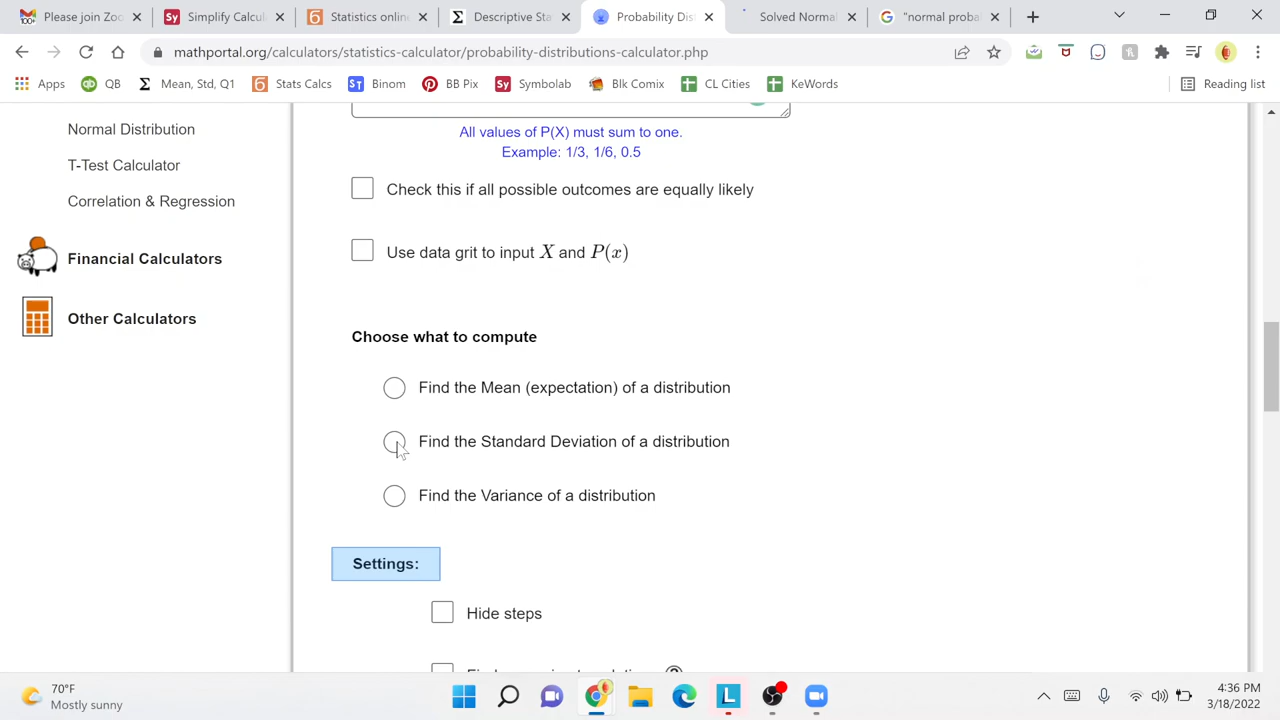 Please join Zoo
Simplify Calcul
Statistics onlin
Descriptive Sta
Probability Dis
Solved Normal
"normal proba
mathportal.org/calculators/statistics-calculator/probability-distributions-calculator.php
Apps
QB
Mean, Std, Q1
Stats Calcs
Binom
BB Pix
Symbolab
Blk Comix
CL Cities
KeWords
Reading list
Normal Distribution
T-Test Calculator
Correlation & Regression
Financial Calculators
Other Calculators
All values of P(X) must sum to one.
Example: 1/3, 1/6, 0.5
Check this if all possible outcomes are equally likely
Use data grit to input X and P(x)
Choose what to compute
Find the Mean (expectation) of a distribution
Find the Standard Deviation of a distribution
Find the Variance of a distribution
Settings:
Hide steps
70°F
Mostly sunny
4:36 PM
3/18/2022